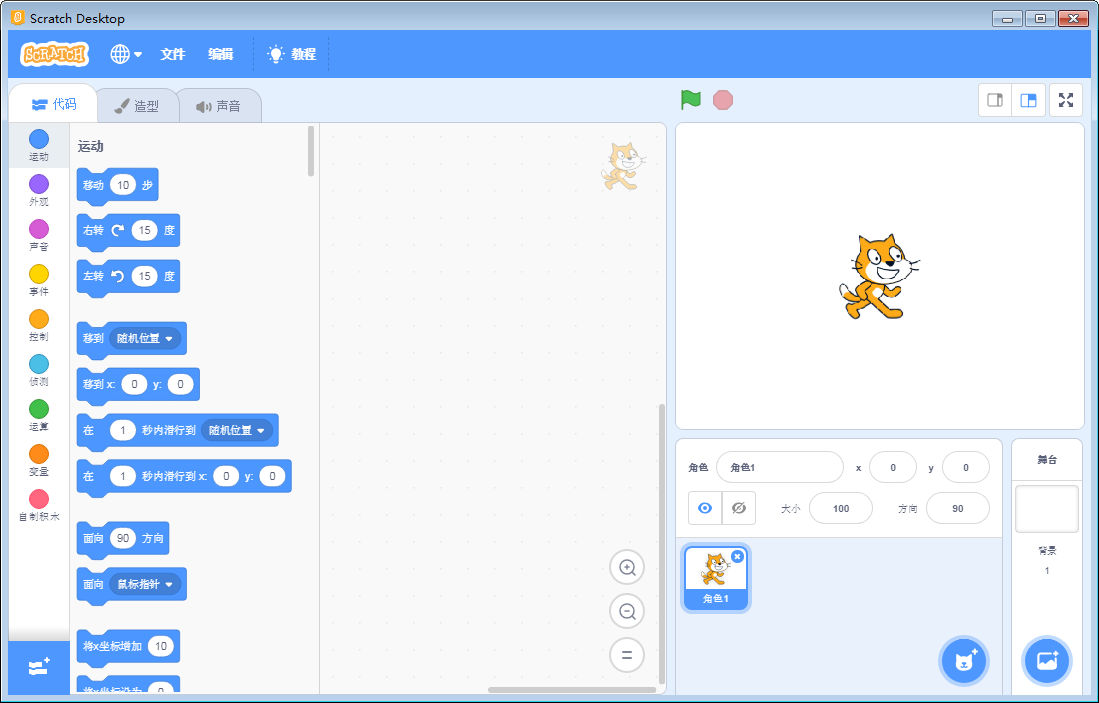 Scratch Desktop
SCRATCH 文件 编辑 教程
代码 造型 声音
运动
外观
声音
事件
控制
侦测
运算
变量
自制积木
运动
移动 10 步
右转 15 度
左转 15 度
移到 随机位置
移到 x: 0 y: 0
在 1 秒内滑行到 随机位置
在 1 秒内滑行到 x: 0 y: 0
面向 90 方向
面向 鼠标指针
将x坐标增加 10
将x坐标设为 0
角色 角色1 x 0 y 0
大小 100 方向 90
角色1
舞台
背景
1